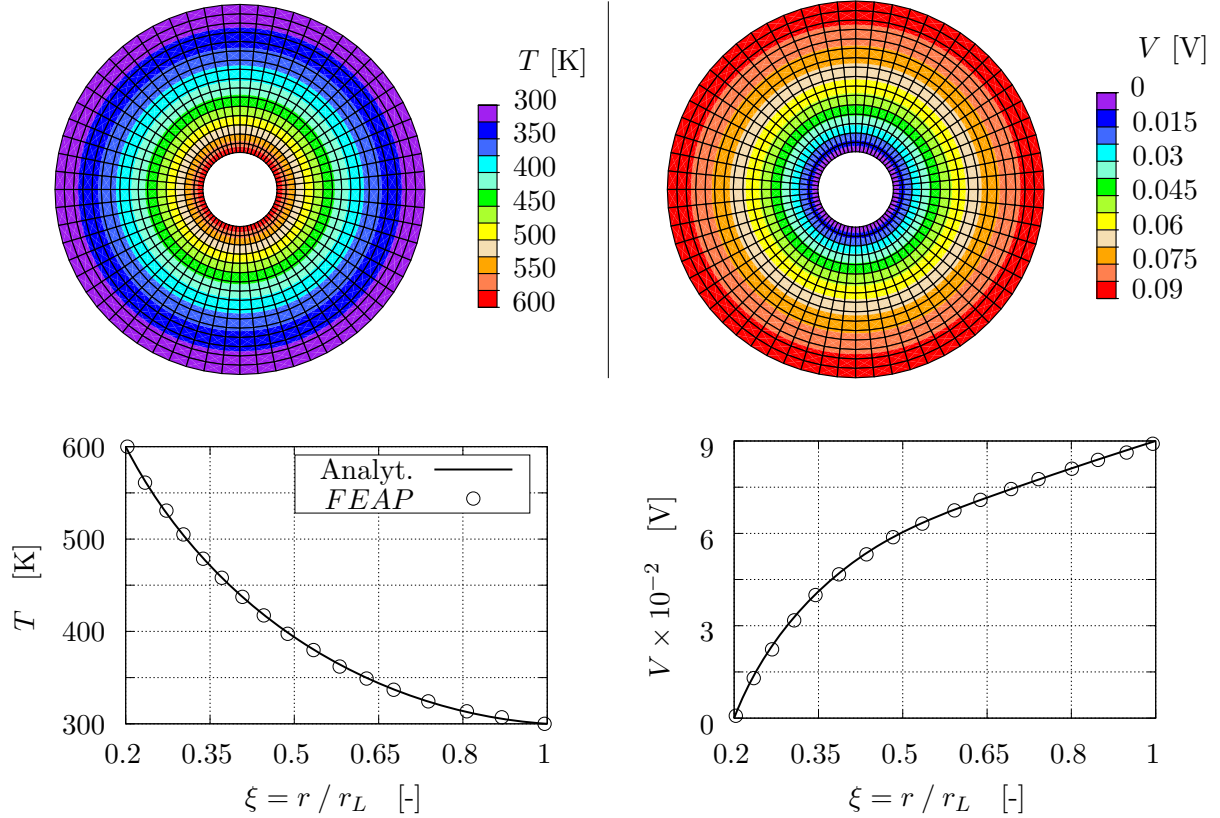 T [K]
300
350
400
450
500
550
600
V [V]
0
0.015
0.03
0.045
0.06
0.075
0.09
600
500
400
300
T [K]
Analyt.
FEAP
0.2 0.35 0.5 0.65 0.8 1
ξ = r / r_L [-]
9
6
3
0
V × 10⁻² [V]
0.2 0.35 0.5 0.65 0.8 1
ξ = r / r_L [-]